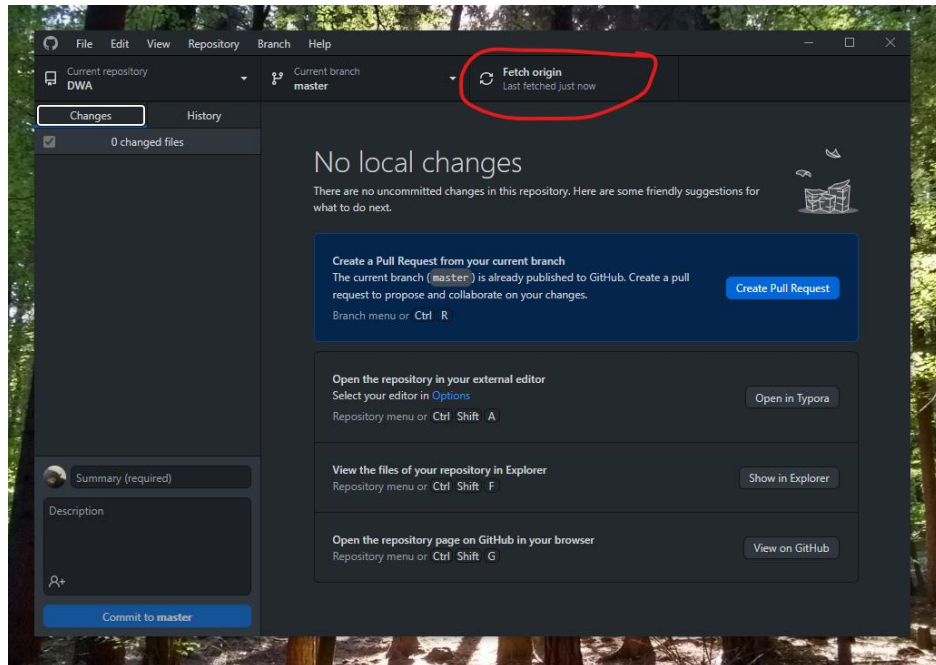 File Edit View Repository Branch Help
Current repository
DWA
Current branch
master
Fetch origin
Last fetched just now
Changes History
0 changed files
No local changes
There are no uncommitted changes in this repository. Here are some friendly suggestions for
what to do next.
Create a Pull Request from your current branch
The current branch (master) is already published to GitHub. Create a pull
request to propose and collaborate on your changes.
Branch menu or Ctrl R
Create Pull Request
Open the repository in your external editor
Select your editor in Options
Repository menu or Ctrl Shift A
Open in Typora
View the files of your repository in Explorer
Repository menu or Ctrl Shift F
Show in Explorer
Open the repository page on GitHub in your browser
Repository menu or Ctrl Shift G
View on GitHub
Summary (required)
Description
Commit to master